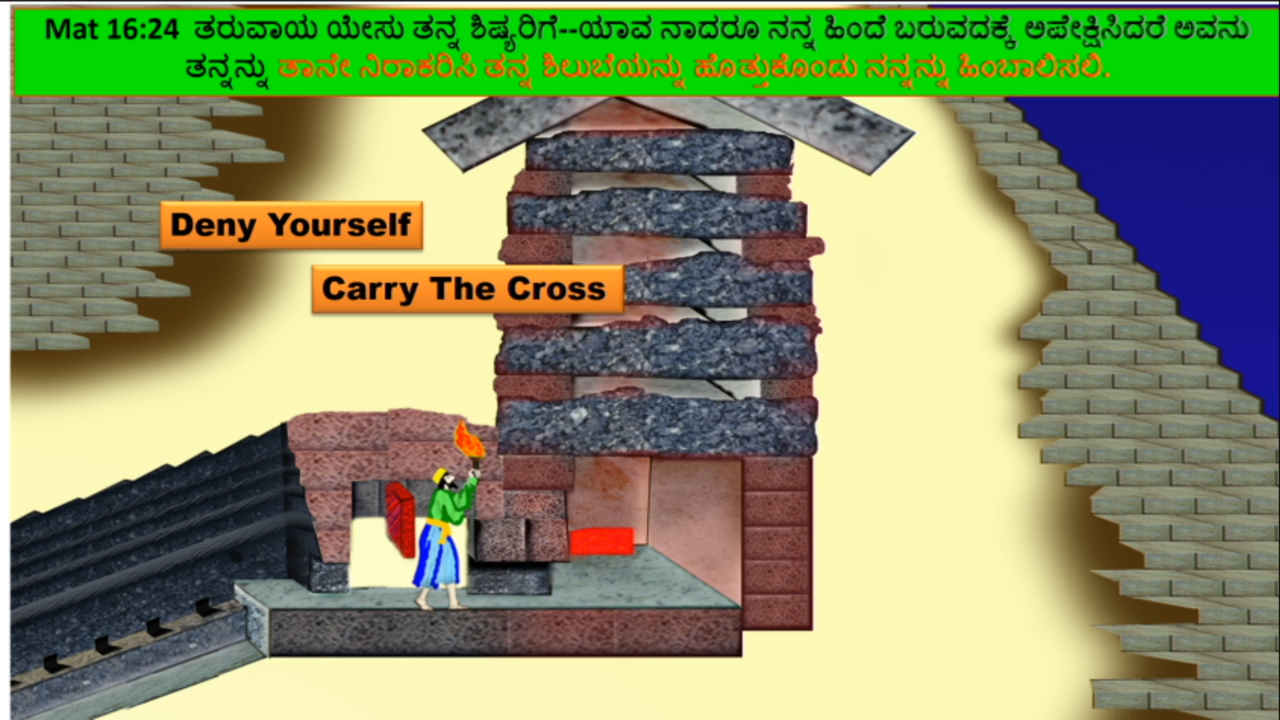 Mat 16:24 ತರುವಾಯ ಯೇಸು ತನ್ನ ಶಿಷ್ಯರಿಗೆ--ಯಾವ ನಾದರೂ ನನ್ನ ಹಿಂದೆ ಬರುವದಕ್ಕೆ ಅಪೇಕ್ಷಿಸಿದರೆ ಅವನು
ತನ್ನನ್ನು ತಾನೇ ನಿರಾಕರಿಸಿ ತನ್ನ ಶಿಲುಬೆಯನ್ನು ಹೊತ್ತುಕೊಂಡು ನನ್ನನ್ನು ಹಿಂಬಾಲಿಸಲಿ.
Deny Yourself
Carry The Cross